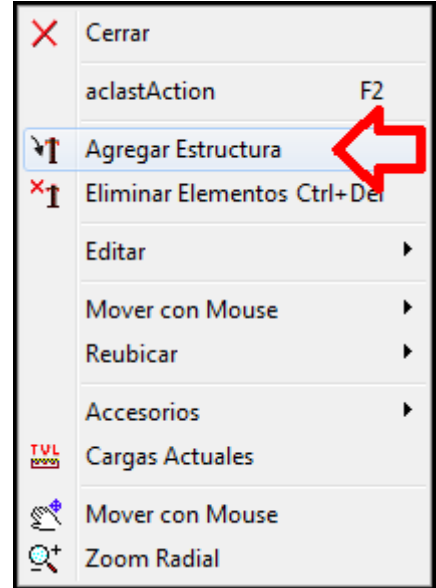 Cerrar
aclastAction F2
Agregar Estructura
Eliminar Elementos Ctrl+Del
Editar
Mover con Mouse
Reubicar
Accesorios
TVL Cargas Actuales
Mover con Mouse
Zoom Radial